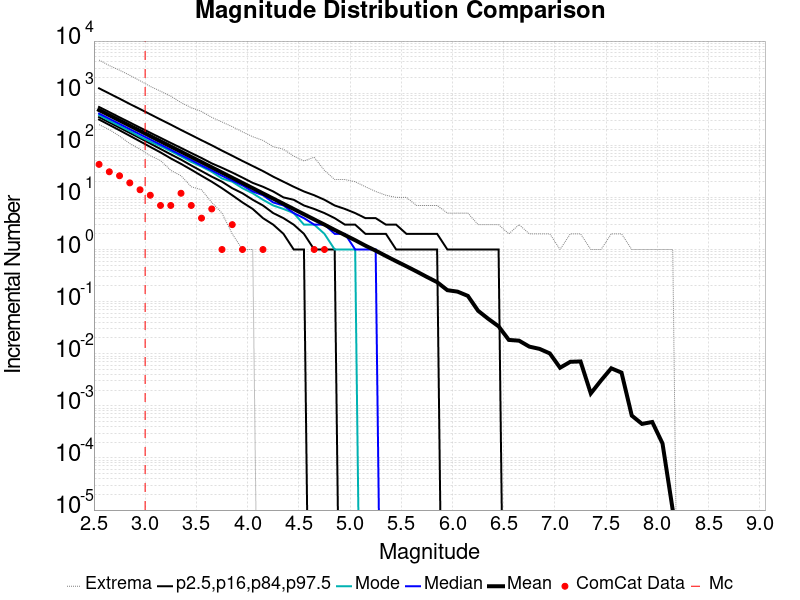 Magnitude Distribution Comparison
Incremental Number
10^4
10^3
10^2
10^1
10^0
10^-1
10^-2
10^-3
10^-4
10^-5
2.5 3.0 3.5 4.0 4.5 5.0 5.5 6.0 6.5 7.0 7.5 8.0 8.5 9.0
Magnitude
Extrema p2.5,p16,p84,p97.5 Mode Median Mean ComCat Data Mc